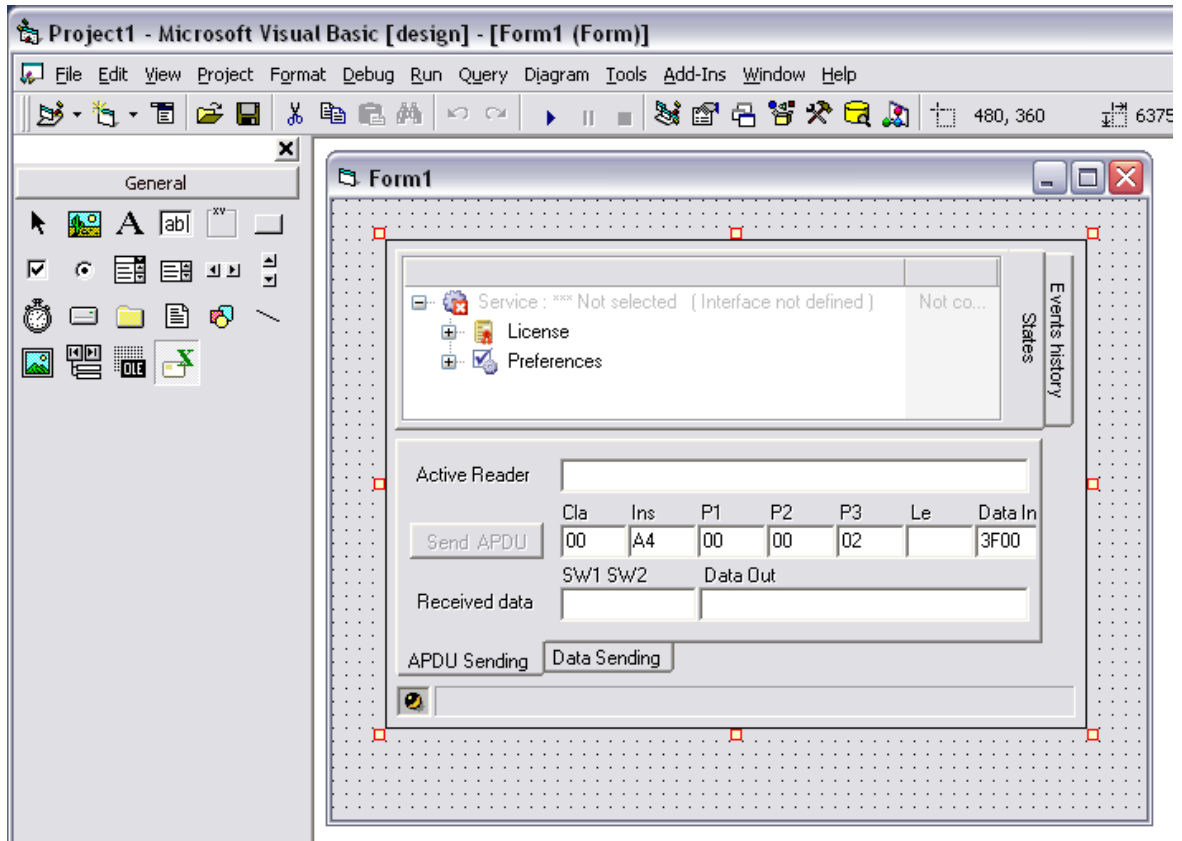 Project1 - Microsoft Visual Basic [design] - [Form1 (Form)]
File Edit View Project Format Debug Run Query Diagram Tools Add-Ins Window Help
480, 360 6375
General
Form1
A ab| XY
OLE X
Service : *** Not selected ( Interface not defined ) Not co...
License
Preferences
States
Events history
Active Reader
Cla Ins P1 P2 P3 Le Data In
Send APDU 00 A4 00 00 02 3F00
SW1 SW2 Data Out
Received data
APDU Sending Data Sending